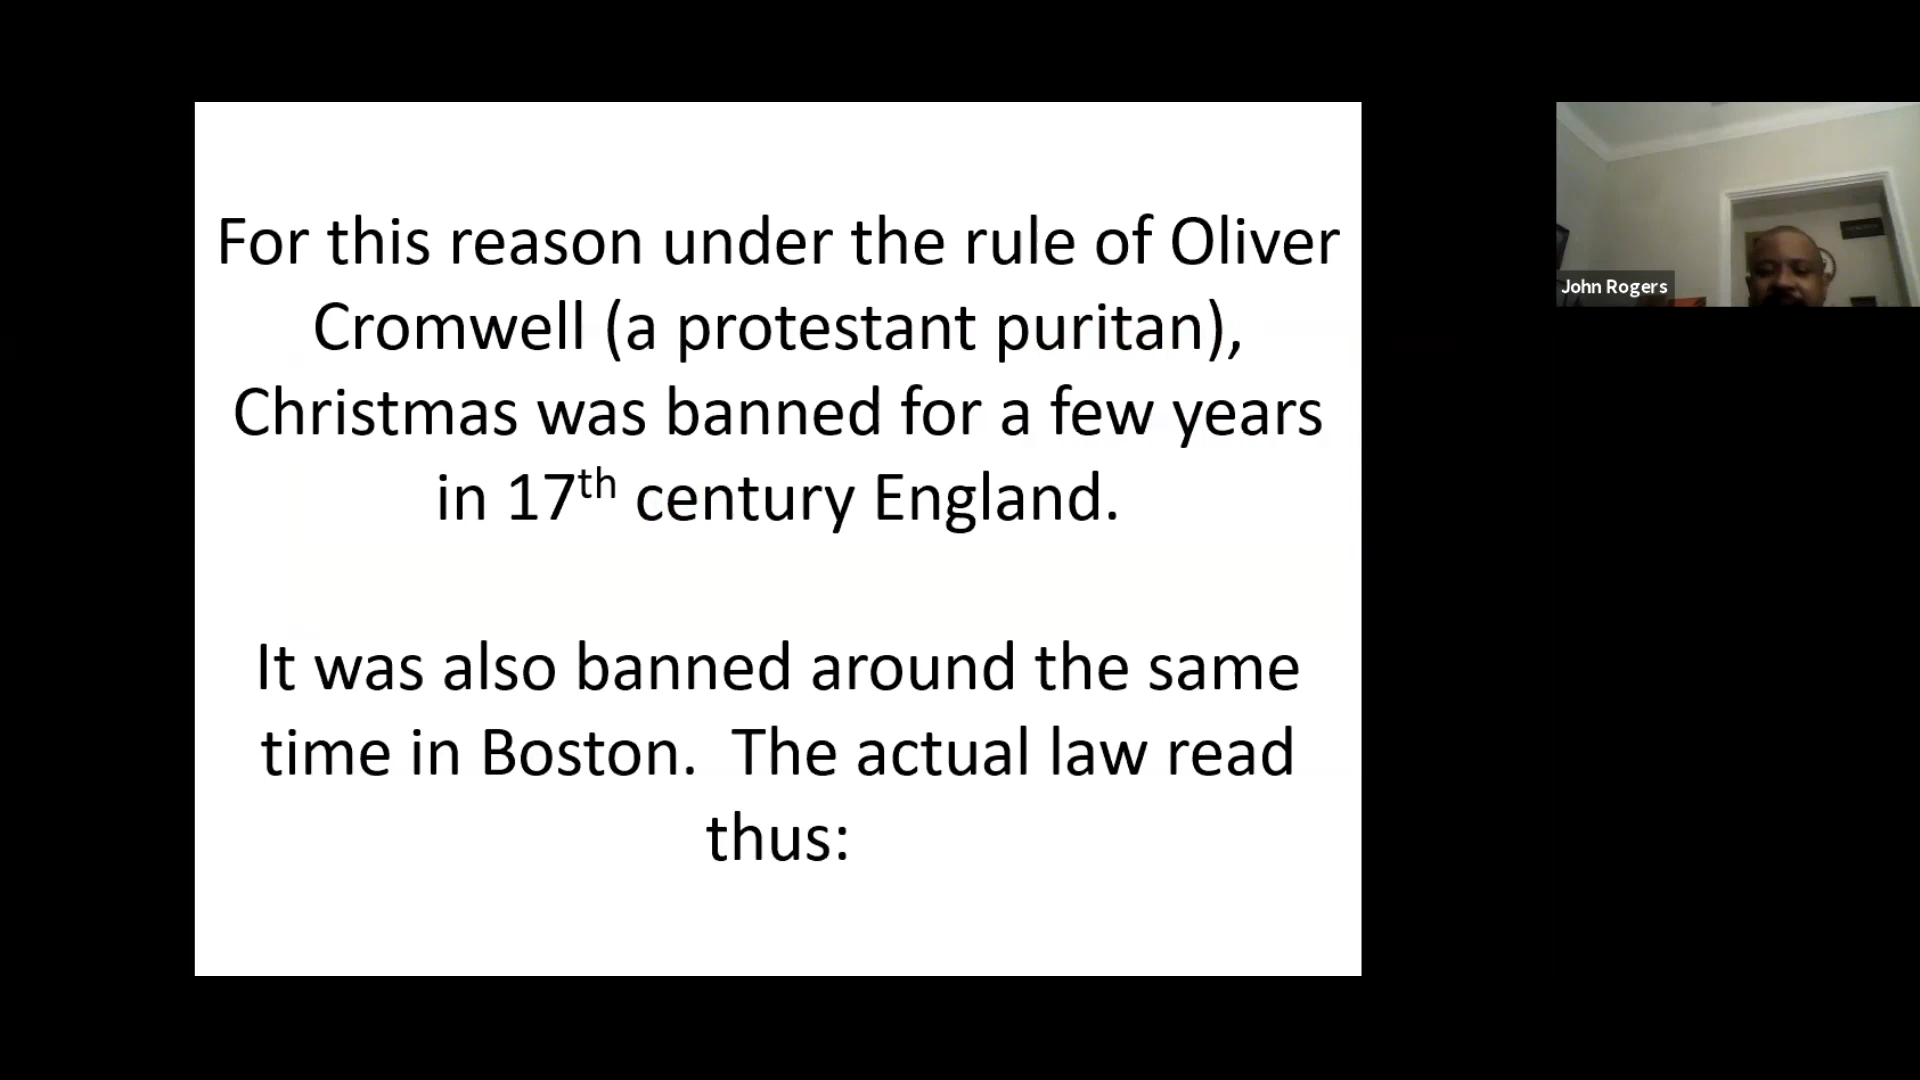 For this reason under the rule of Oliver
Cromwell (a protestant puritan),
Christmas was banned for a few years
in 17th century England.
It was also banned around the same
time in Boston.  The actual law read
thus:
John Rogers